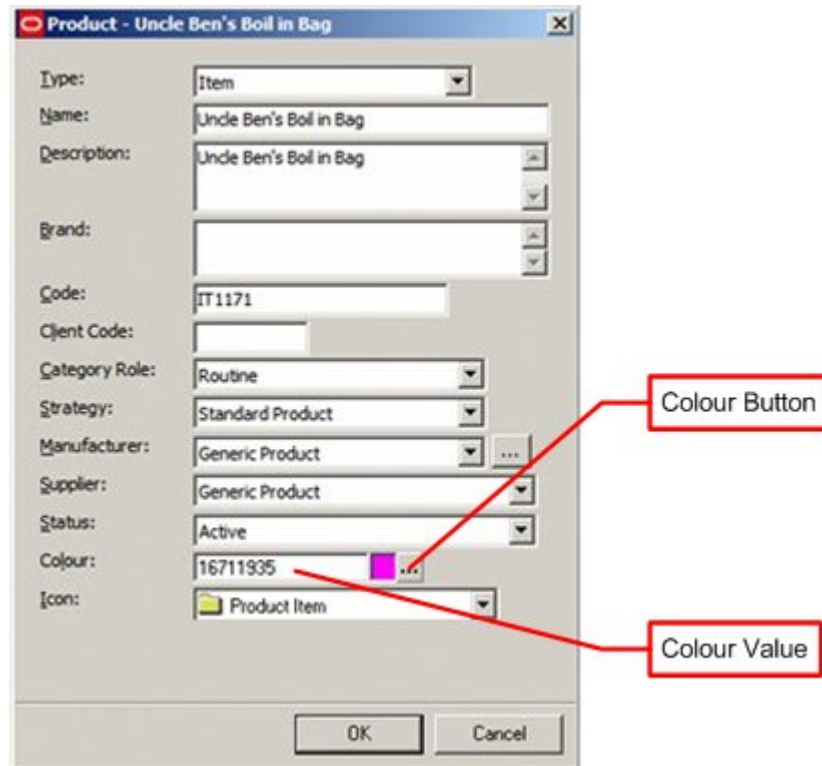 Product - Uncle Ben's Boil in Bag
Type: Item
Name: Uncle Ben's Boil in Bag
Description: Uncle Ben's Boil in Bag
Brand:
Code: IT1171
Client Code:
Category Role: Routine
Strategy: Standard Product
Colour Button
Manufacturer: Generic Product ...
Supplier: Generic Product
Status: Active
Colour: 16711935 ...
Icon: Product Item
Colour Value
OK Cancel